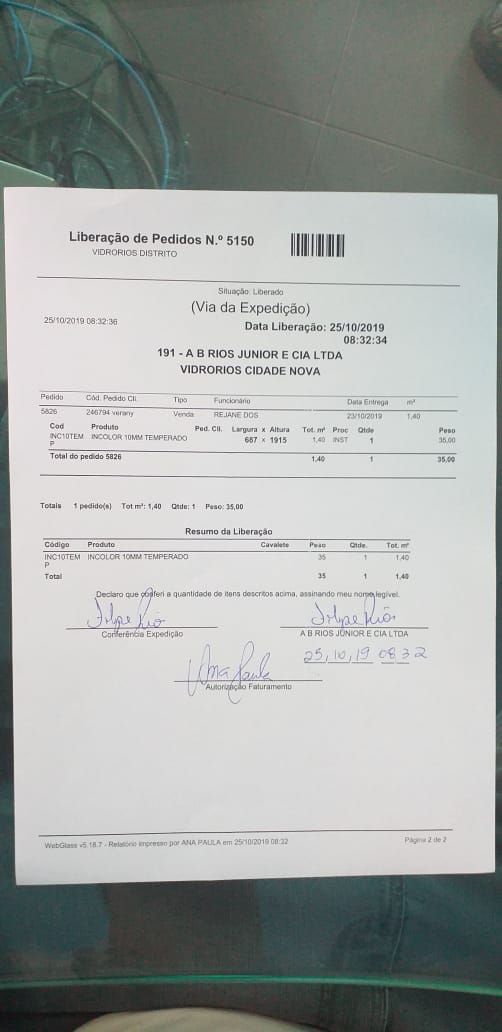 Liberação de Pedidos N.º 5150
VIDRORIOS DISTRITO
Situação: Liberado
(Via da Expedição)
25/10/2019 08:32:36
Data Liberação: 25/10/2019
08:32:34
191 - A B RIOS JUNIOR E CIA LTDA
VIDRORIOS CIDADE NOVA
Pedido Cód. Pedido Cli. Tipo Funcionário Data Entrega m²
5826 246794 verany Venda REJANE DOS 23/10/2019 1,40
Cod Produto Ped. Cli. Largura x Altura Tot. m² Proc Qtde Peso
INC10TEM INCOLOR 10MM TEMPERADO 687 x 1915 1,40 INST 1 35,00
P
Total do pedido 5826 1,40 1 35,00
Totais 1 pedido(s) Tot m²: 1,40 Qtde: 1 Peso: 35,00
Resumo da Liberação
Código Produto Cavalete Peso Qtde. Tot. m²
INC10TEM INCOLOR 10MM TEMPERADO 35 1 1,40
P
Total 35 1 1,40
Declaro que conferi a quantidade de itens descritos acima, assinando meu nome legível.
Filipe Rios Filipe Rios
Conferência Expedição A B RIOS JUNIOR E CIA LTDA
25,10,19 08:32
Ana Paula
Autorização Faturamento
WebGlass v5.18.7 - Relatório impresso por ANA PAULA em 25/10/2019 08:32 Página 2 de 2